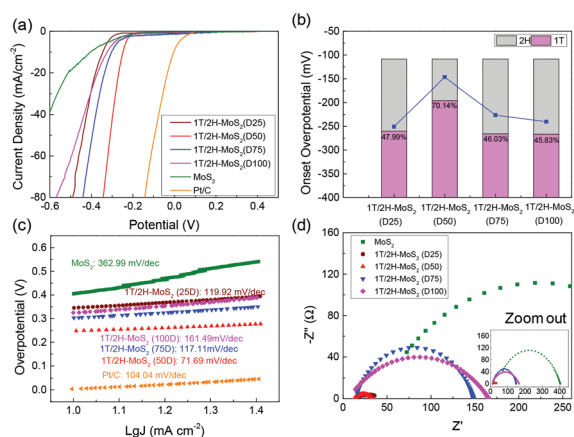 (a)
0
-20
-40
-60
-80
Current Density (mA/cm⁻²)
1T/2H-MoS₂(D25)
1T/2H-MoS₂(D50)
1T/2H-MoS₂(D75)
1T/2H-MoS₂(D100)
MoS₂
Pt/C
-0.6 -0.4 -0.2 0.0 0.2 0.4
Potential (V)
(b)
2H 1T
-50
-100
-150
-200
-250
-300
-350
-400
Onset Overpotential (mV)
47.99%
70.14%
46.03%
45.83%
1T/2H-MoS₂ 1T/2H-MoS₂ 1T/2H-MoS₂ 1T/2H-MoS₂
(D25) (D50) (D75) (D100)
(c)
0.6
0.5
0.4
0.3
0.2
0.1
0.0
Overpotential (V)
MoS₂: 362.99 mV/dec
1T/2H-MoS₂ (25D): 119.92 mV/dec
1T/2H-MoS₂ (100D): 161.49mV/dec
1T/2H-MoS₂ (75D): 117.11mV/dec
1T/2H-MoS₂ (50D): 71.69 mV/dec
Pt/C: 104.04 mV/dec
1.0 1.1 1.2 1.3 1.4
LgJ (mA cm⁻²)
(d)
160
120
80
40
0
-Z'' (Ω)
MoS₂
1T/2H-MoS₂ (D25)
1T/2H-MoS₂ (D50)
1T/2H-MoS₂ (D75)
1T/2H-MoS₂ (D100)
Zoom out
160
120
80
40
0
0 100 200 300 400
0 50 100 150 200 250
Z'